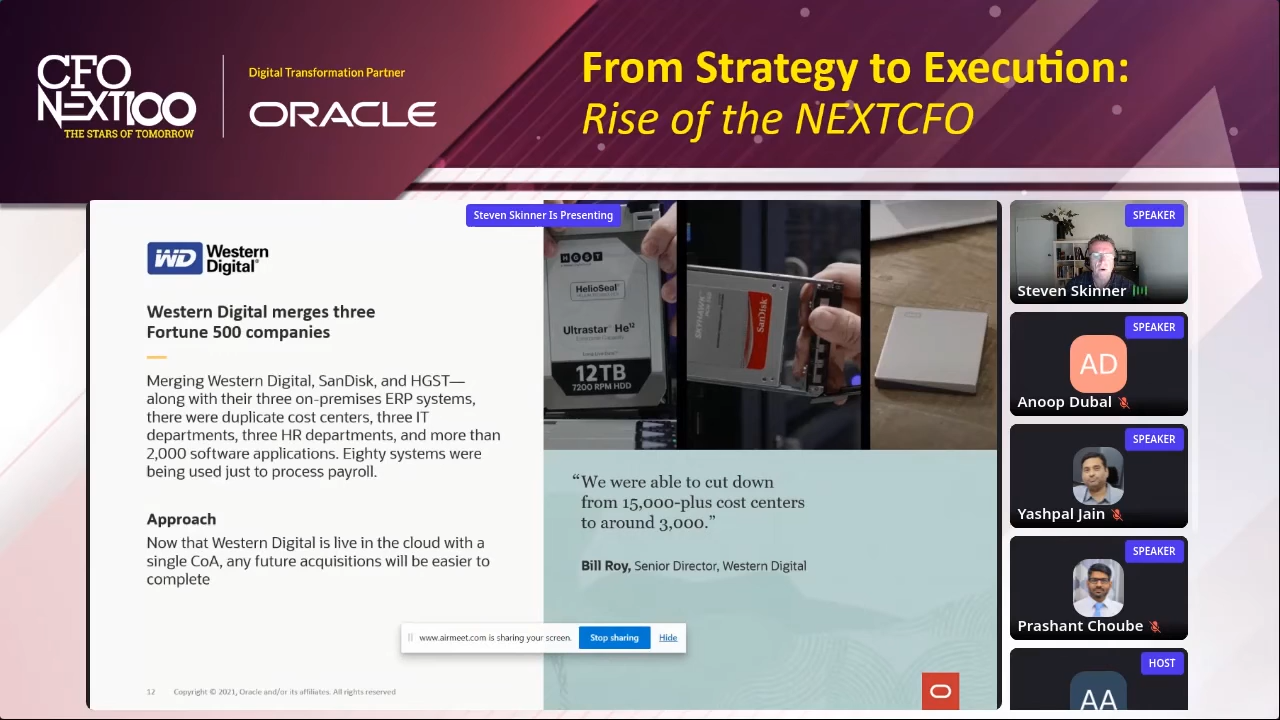 CFO
NEXT100
THE STARS OF TOMORROW
Digital Transformation Partner
ORACLE
From Strategy to Execution:
Rise of the NEXTCFO
Steven Skinner Is Presenting
WD Western
Digital®
Western Digital merges three
Fortune 500 companies
Merging Western Digital, SanDisk, and HGST—
along with their three on-premises ERP systems,
there were duplicate cost centers, three IT
departments, three HR departments, and more than
2,000 software applications. Eighty systems were
being used just to process payroll.
Approach
Now that Western Digital is live in the cloud with a
single CoA, any future acquisitions will be easier to
complete
12 Copyright © 2021, Oracle and/or its affiliates. All rights reserved
HGST
HelioSeal
Ultrastar He12
12TB
7200 RPM HDD
SKYHAWK
SanDisk
“We were able to cut down
from 15,000-plus cost centers
to around 3,000.”
Bill Roy, Senior Director, Western Digital
www.airmeet.com is sharing your screen.
Stop sharing
Hide
SPEAKER
Steven Skinner
SPEAKER
AD
Anoop Dubal
SPEAKER
Yashpal Jain
SPEAKER
Prashant Choube
HOST
AA